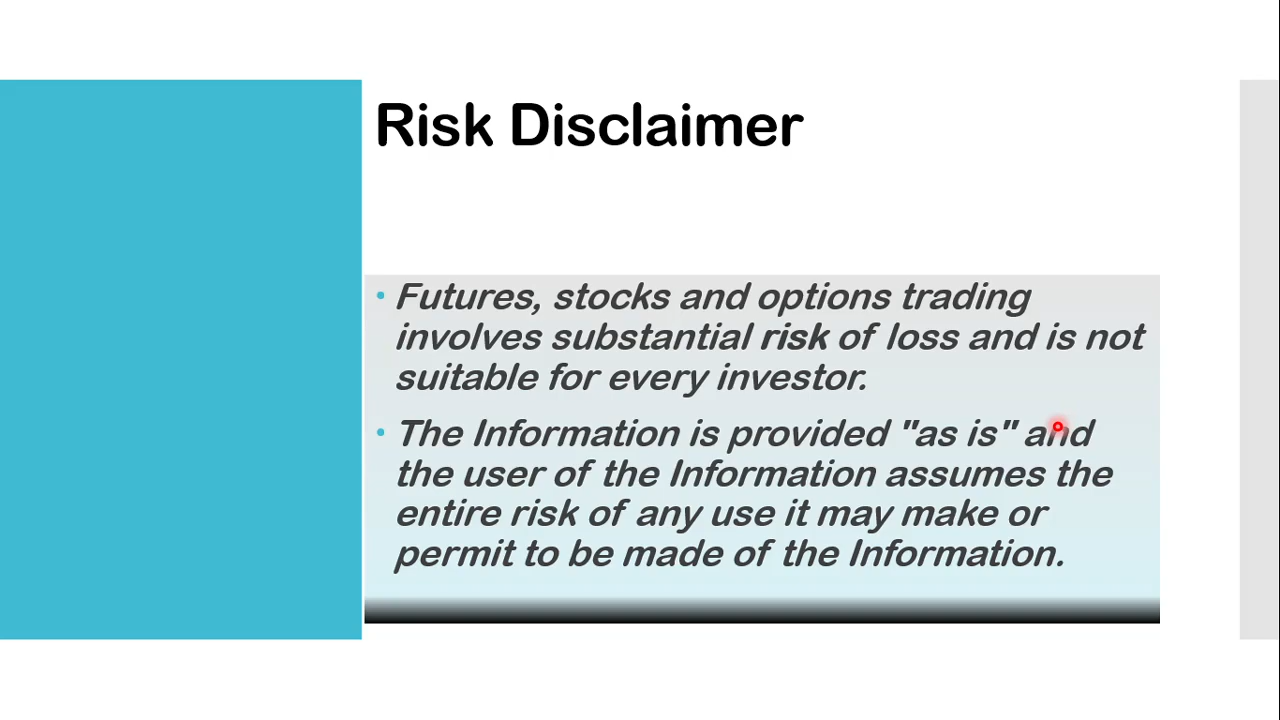 Risk Disclaimer
• Futures, stocks and options trading
involves substantial risk of loss and is not
suitable for every investor.
• The Information is provided "as is" and
the user of the Information assumes the
entire risk of any use it may make or
permit to be made of the Information.